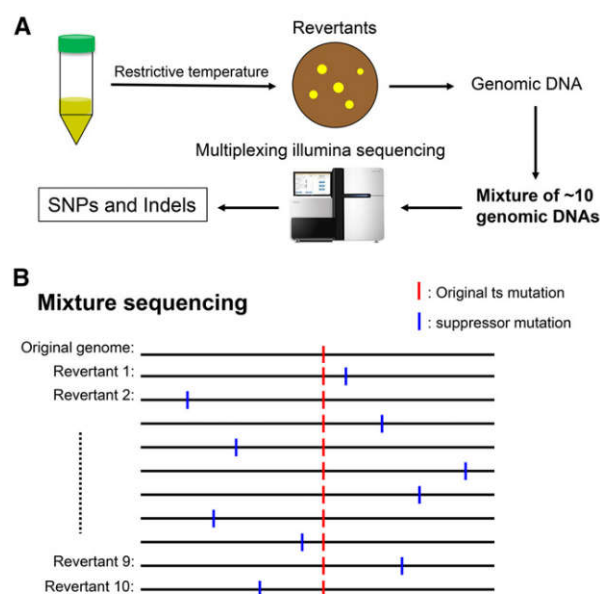 A
Revertants
Restrictive temperature
Genomic DNA
Multiplexing illumina sequencing
SNPs and Indels
Mixture of ~10
genomic DNAs
B
Mixture sequencing
: Original ts mutation
: suppressor mutation
Original genome:
Revertant 1:
Revertant 2:
Revertant 9:
Revertant 10: